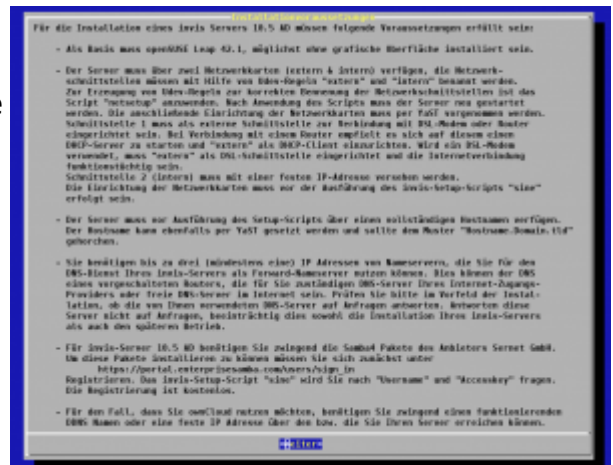 e
Installationsvoraussetzungen
Für die Installation eines invis Servers 10.5 AD müssen folgende Voraussetzungen erfüllt sein:
- Als Basis muss openSUSE Leap 42.1, möglichst ohne grafische Oberfläche installiert sein.
- Der Server muss über zwei Netzwerkkarten (extern & intern) verfügen, die Netzwerk-
schnittstellen müssen mit Hilfe von Udev-Regeln "extern" und "intern" benannt werden.
Zur Erzeugung von Udev-Regeln zur korrekten Benennung der Netzwerkschnittstellen ist das
Script "netsetup" anzuwenden. Nach Anwendung des Scripts muss der Server neu gestartet
werden. Die anschließende Einrichtung der Netzwerkkarten muss per YaST vorgenommen werden.
Schnittstelle 1 muss als externe Schnittstelle zur Verbindung mit DSL-Modem oder Router
eingerichtet sein. Bei Verbindung mit einem Router empfielt es sich auf diesem einen
DHCP-Server zu starten und "extern" als DHCP-Client einzurichten. Wird ein DSL-Modem
verwendet, muss "extern" als DSL-Schnittstelle eingerichtet und die Internetverbindung
funktionstüchtig sein.
Schnittstelle 2 (intern) muss mit einer festen IP-Adresse versehen werden.
Die Einrichtung der Netzwerkkarten muss vor der Ausführung des invis-Setup-Scripts "sine"
erfolgt sein.
- Der Server muss vor Ausführung des Setup-Scripts über einen vollständigen Hostnamen verfügen.
Der Hostname kann ebenfalls per YaST gesetzt werden und sollte dem Muster "Hostname.Domain.tld"
gehorchen.
- Sie benötigen bis zu drei (mindestens eine) IP Adressen von Nameservern, die Sie für den
DNS-Dienst Ihres invis-Servers als Forward-Nameserver nutzen können. Dies können der DNS
eines vorgeschalteten Routers, die für Sie zuständigen DNS-Server Ihres Internet-Zugangs-
Providers oder freie DNS-Server im Internet sein. Prüfen Sie bitte im Vorfeld der Instal-
lation, ob die von Ihnen verwendeten DNS-Server auf Anfragen antworten. Antworten diese
Server nicht auf Anfragen, beeinträchtig dies sowohl die Installation Ihres invis-Servers
als auch den späteren Betrieb.
- Für invis-Server 10.5 AD benötigen Sie zwingend die Samba4 Pakete des Anbieters Sernet GmbH.
Um diese Pakete installieren zu können müssen Sie sich zunächst unter
https://portal.enterprisesamba.com/users/sign_in
Registrieren. Das invis-Setup-Script "sine" wird Sie nach "Username" und "Accesskey" fragen.
Die Registrierung ist kostenlos.
- Für den Fall, dass Sie ownCloud nutzen möchten, benötigen Sie zwingend einen funktionierenden
DDNS Namen oder eine feste IP Adresse über den bzw. die Sie Ihren Server erreichen können.
Weiter>